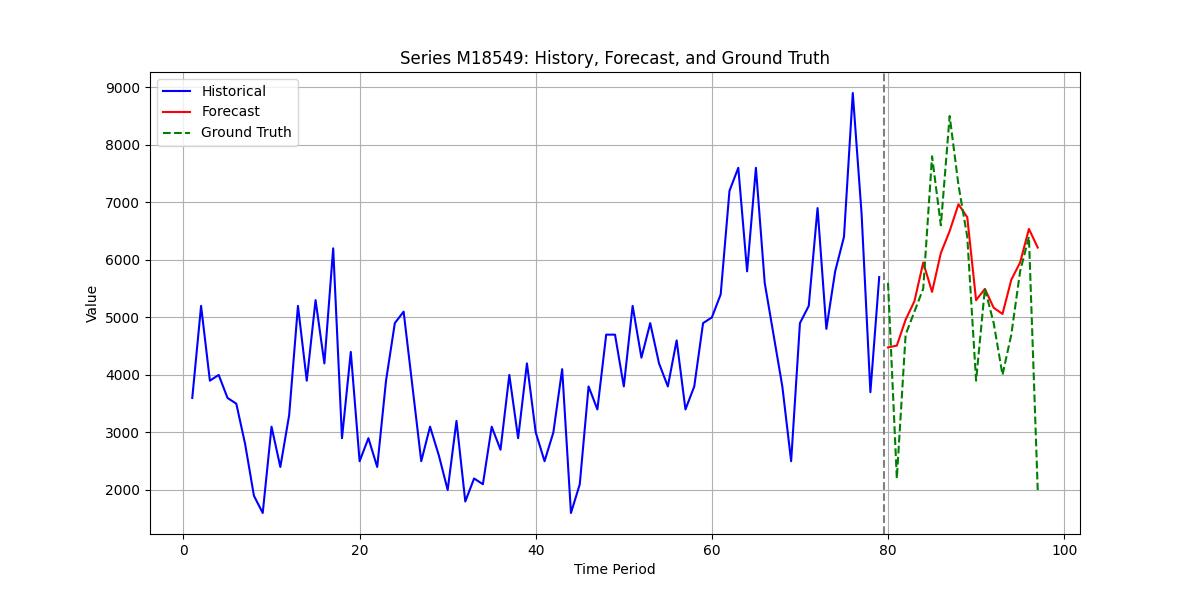 Series M18549: History, Forecast, and Ground Truth
Historical
Forecast
Ground Truth
9000
8000
7000
6000
5000
4000
3000
2000
Value
0 20 40 60 80 100
Time Period